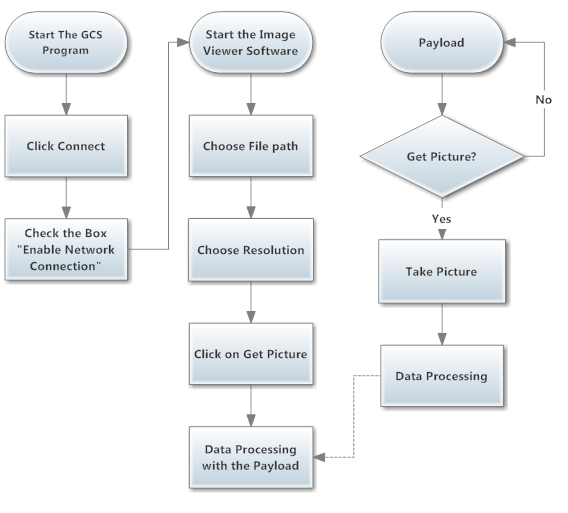 Start The GCS
Program
Click Connect
Check the Box
"Enable Network
Connection"
Start the Image
Viewer Software
Choose File path
Choose Resolution
Click on Get Picture
Data Processing
with the Payload
Payload
No
Get Picture?
Yes
Take Picture
Data Processing